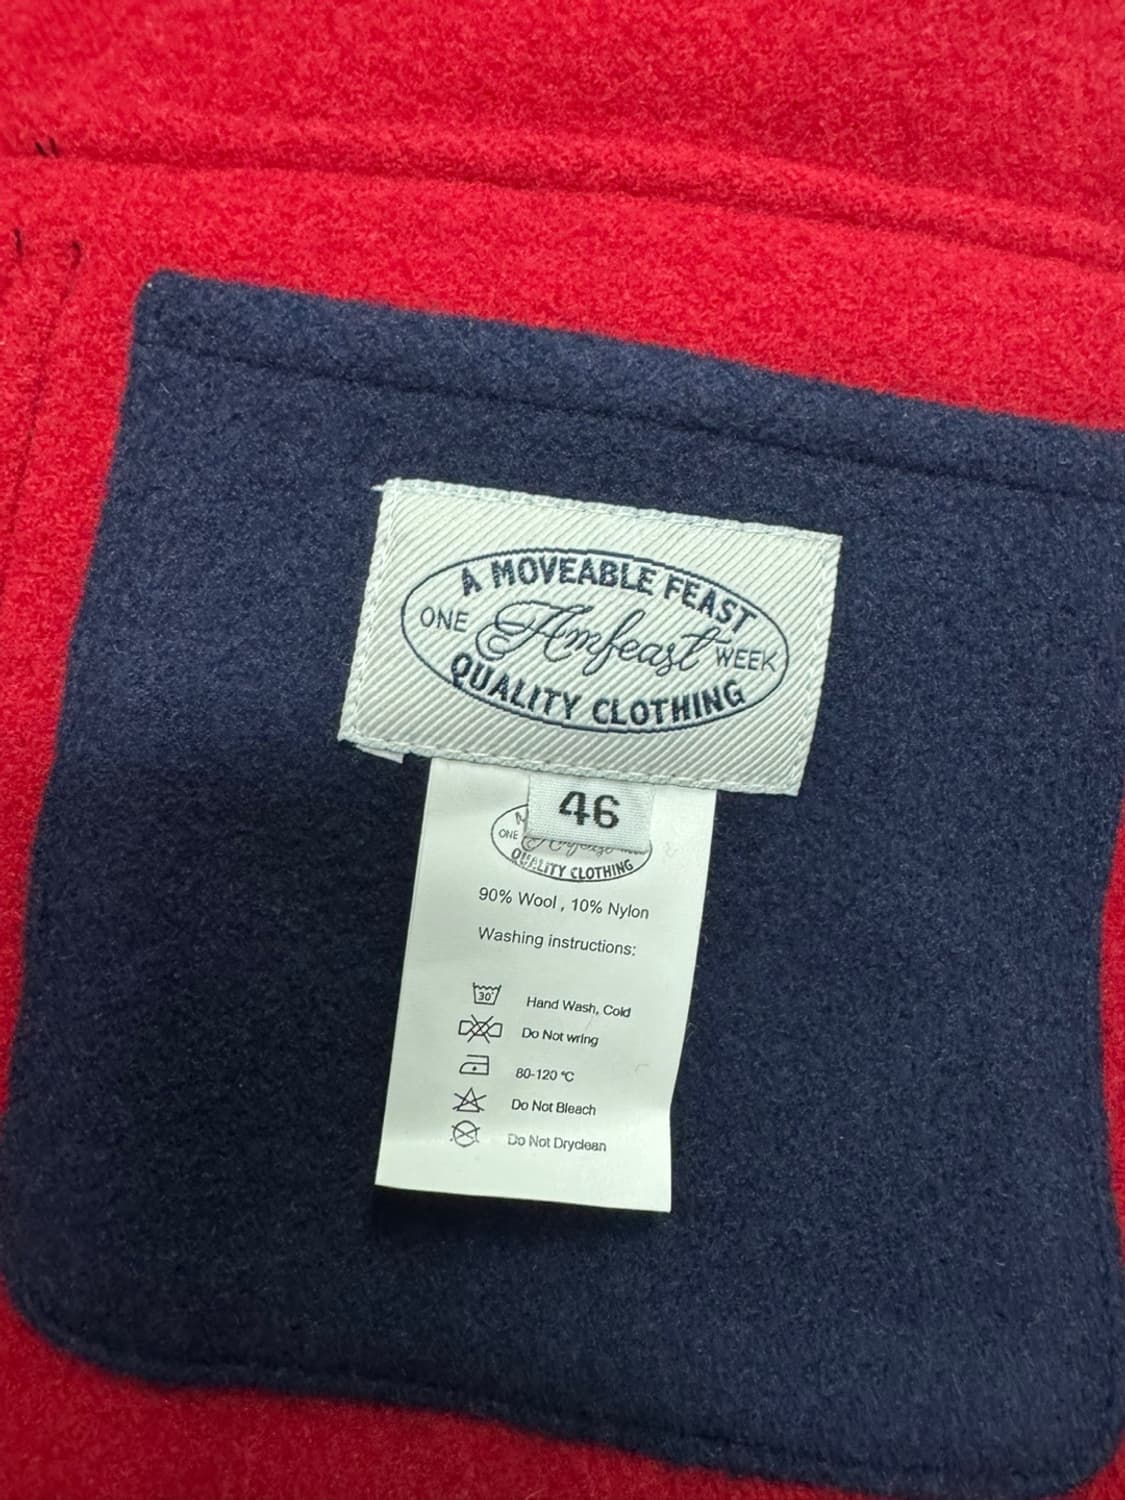 A MOVEABLE FEAST
ONE Amfeast WEEK
QUALITY CLOTHING
46
ONE
QUALITY CLOTHING
90% Wool , 10% Nylon
Washing instructions:
30° Hand Wash, Cold
Do Not wring
80-120 °C
Do Not Bleach
Do Not Dryclean